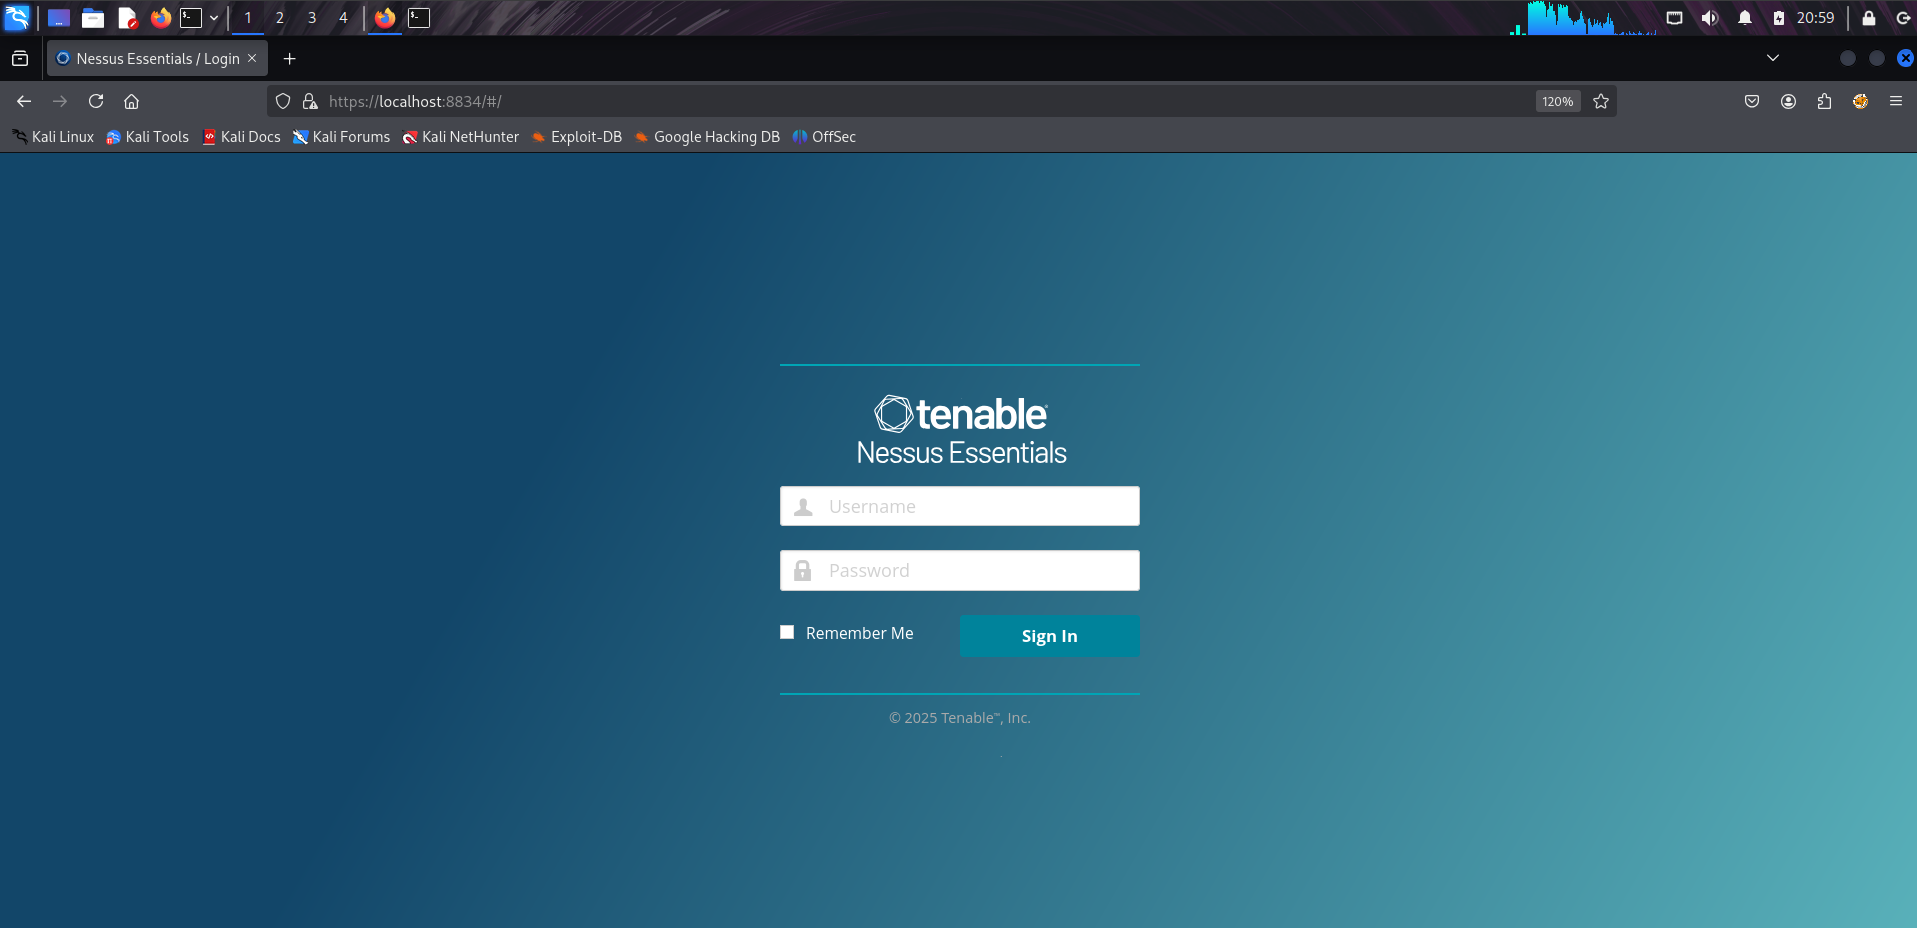 1 2 3 4 20:59
Nessus Essentials / Login
https://localhost:8834/#/ 120%
Kali Linux Kali Tools Kali Docs Kali Forums Kali NetHunter Exploit-DB Google Hacking DB OffSec
tenable
Nessus Essentials
Username
Password
Remember Me Sign In
© 2025 Tenable™, Inc.